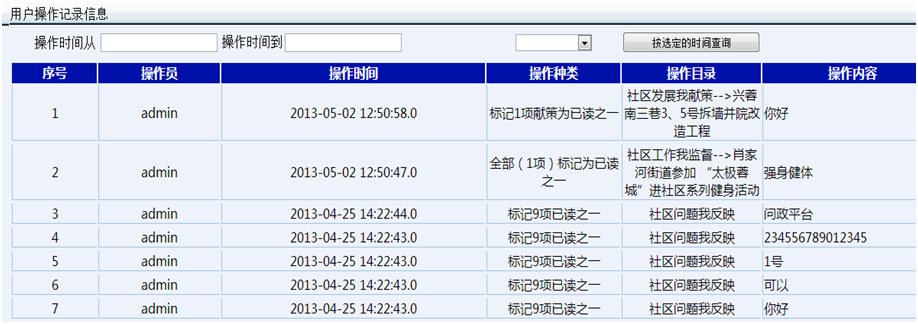 用户操作记录信息
操作时间从 操作时间到 按选定的时间查询
序号 操作员 操作时间 操作种类 操作目录 操作内容
1 admin 2013-05-02 12:50:58.0 标记1项献策为已读之一 社区发展我献策-->兴蓉
南三巷3、5号拆墙并院改
造工程
你好
2 admin 2013-05-02 12:50:47.0 全部（1项）标记为已读
之一
社区工作我监督-->肖家
河街道参加 “太极蓉
城”进社区系列健身活动
强身健体
3 admin 2013-04-25 14:22:44.0 标记9项已读之一 社区问题我反映 问政平台
4 admin 2013-04-25 14:22:43.0 标记9项已读之一 社区问题我反映 234556789012345
5 admin 2013-04-25 14:22:43.0 标记9项已读之一 社区问题我反映 1号
6 admin 2013-04-25 14:22:43.0 标记9项已读之一 社区问题我反映 可以
7 admin 2013-04-25 14:22:43.0 标记9项已读之一 社区问题我反映 你好